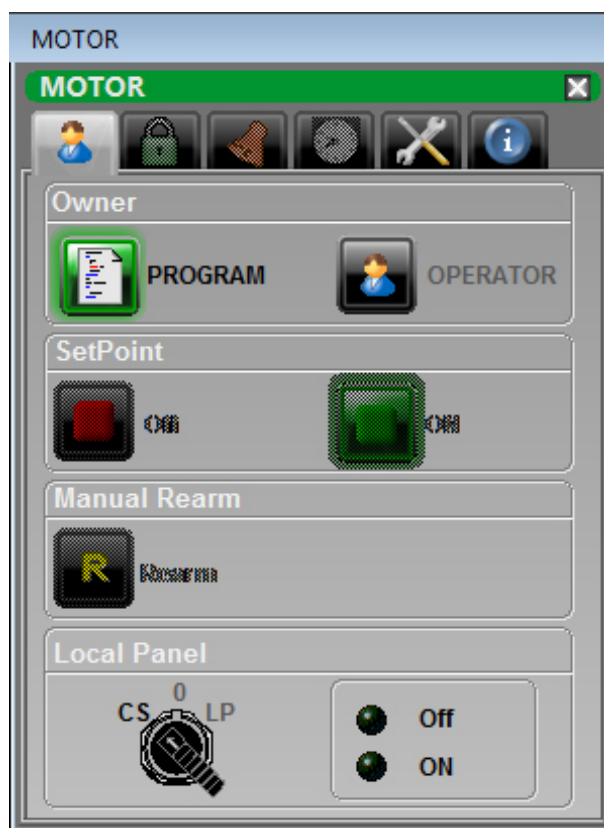 MOTOR
MOTOR
Owner
PROGRAM OPERATOR
SetPoint
Off ON
Manual Rearm
R Rearm
Local Panel
0
CS LP
Off
ON